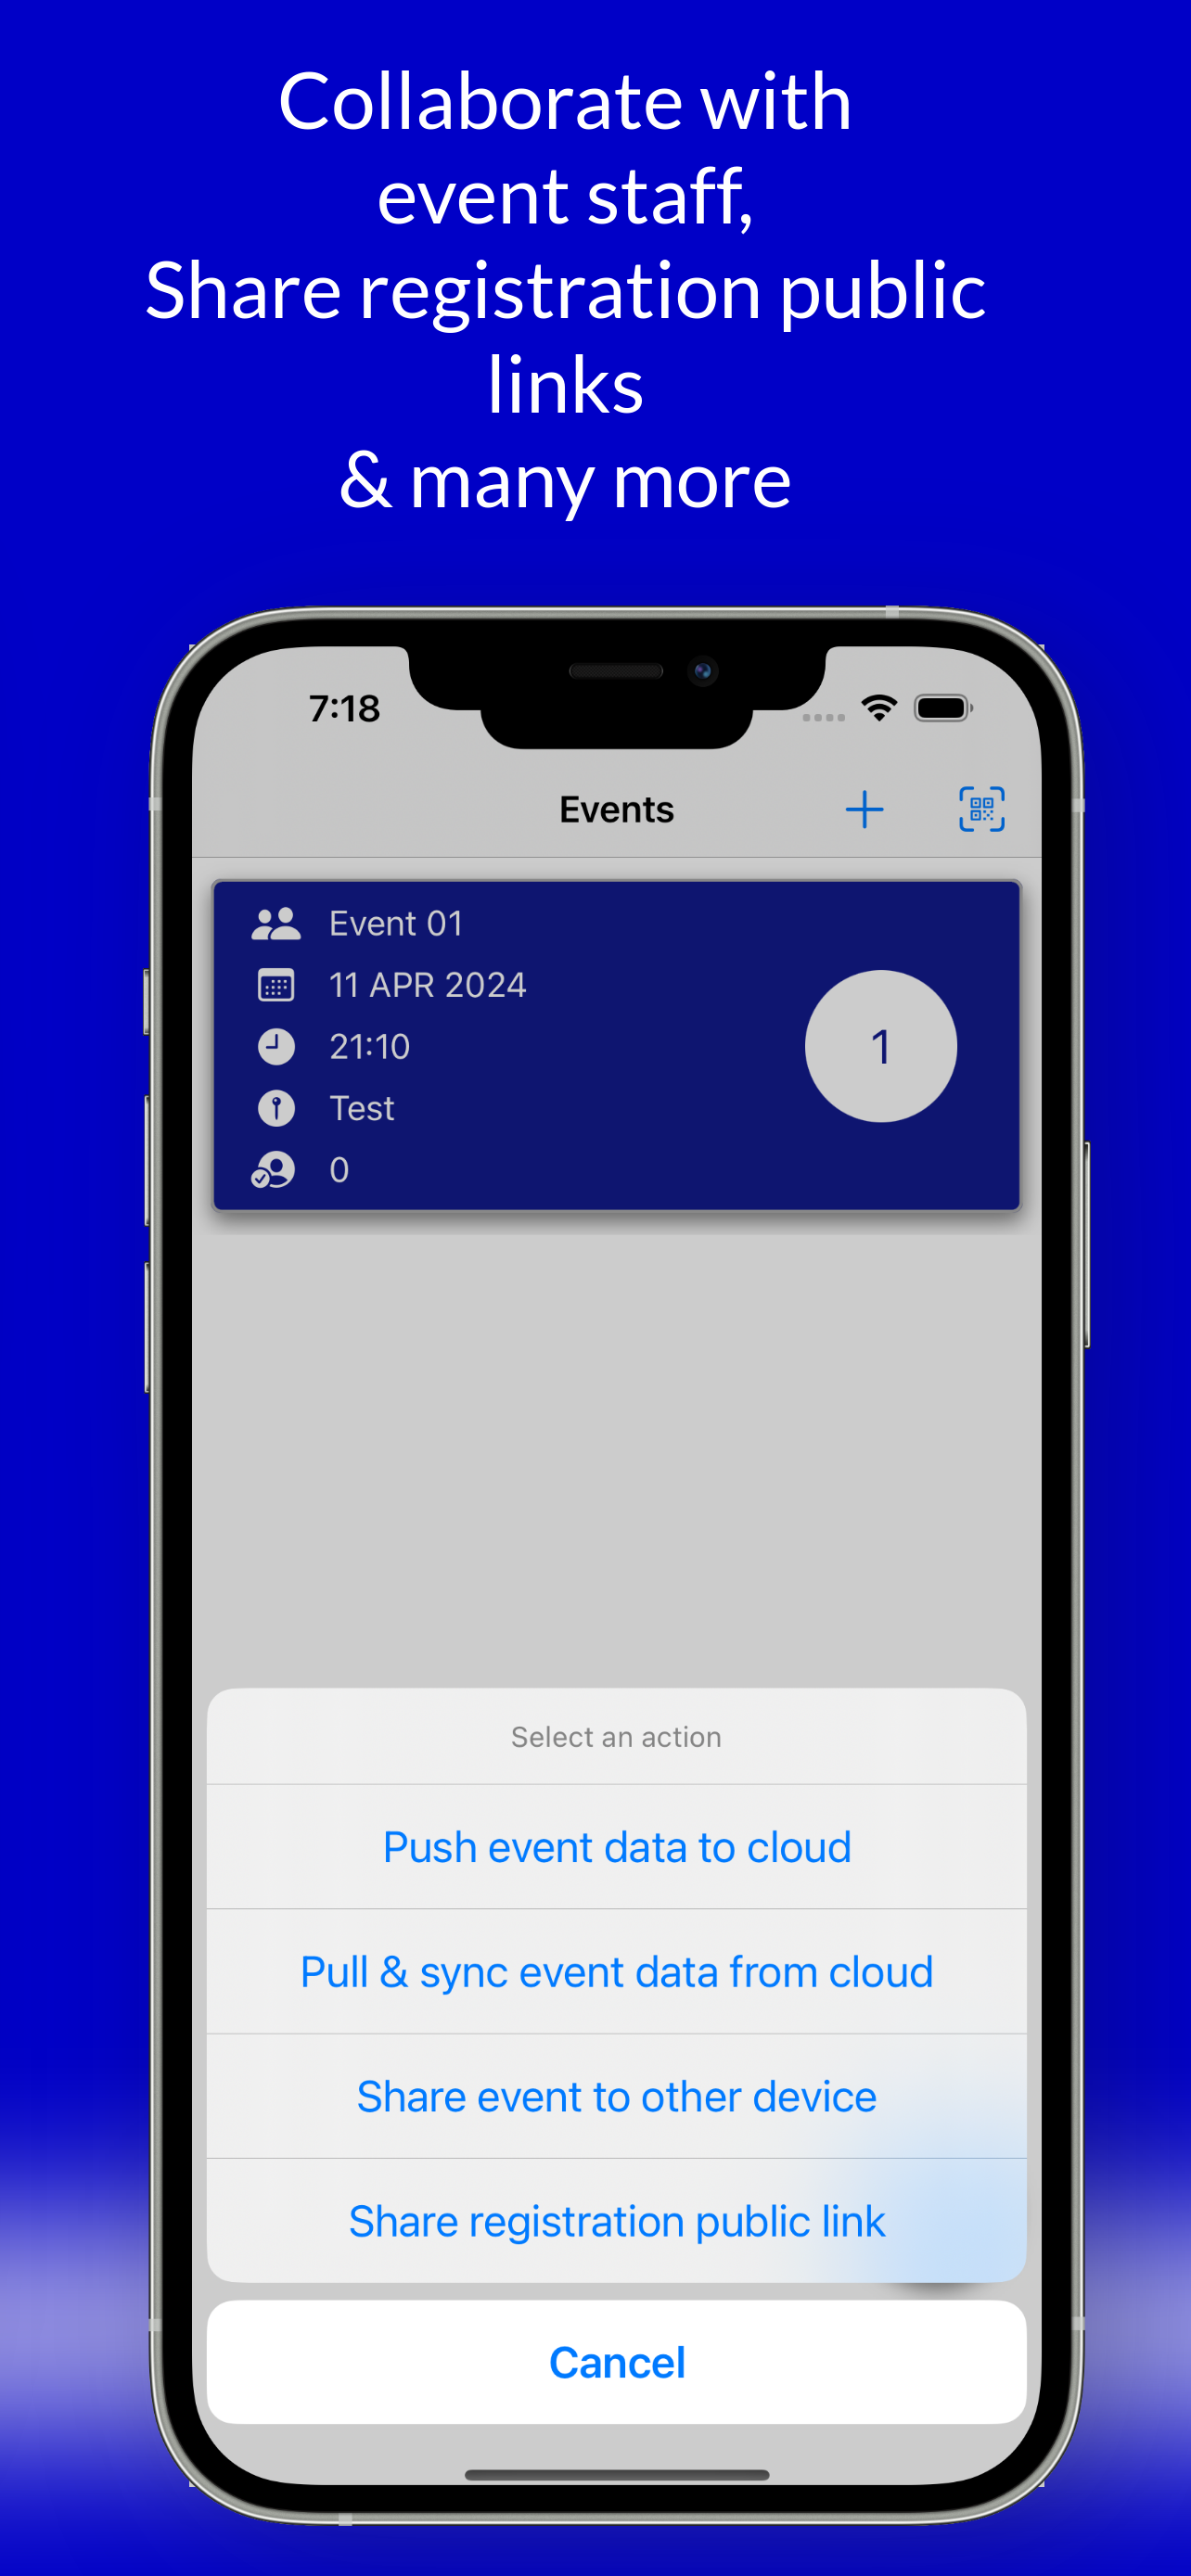 Collaborate with
event staff,
Share registration public
links
& many more
7:18
Events
Event 01
11 APR 2024
21:10
1
Test
0
Select an action
Push event data to cloud
Pull & sync event data from cloud
Share event to other device
Share registration public link
Cancel